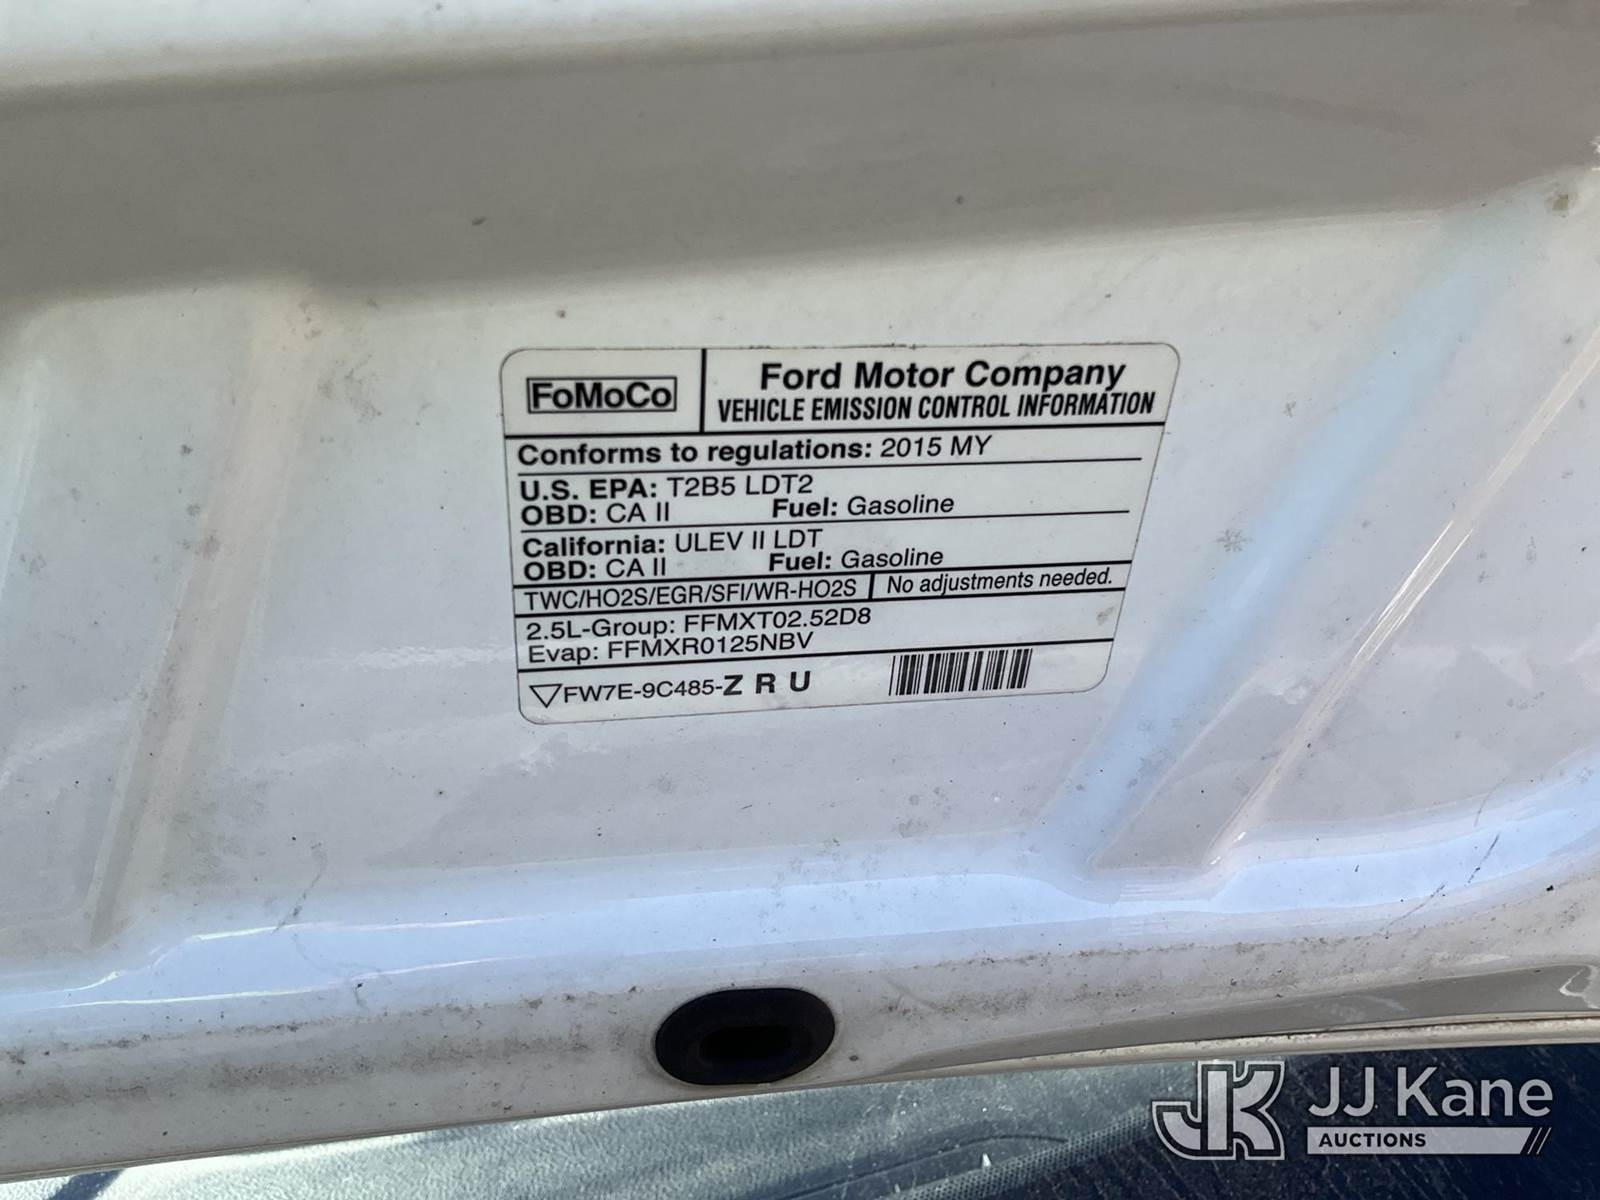 FoMoCo
Ford Motor Company
VEHICLE EMISSION CONTROL INFORMATION
Conforms to regulations: 2015 MY
U.S. EPA: T2B5 LDT2
OBD: CA II Fuel: Gasoline
California: ULEV II LDT
OBD: CA II Fuel: Gasoline
TWC/HO2S/EGR/SFI/WR-HO2S No adjustments needed.
2.5L-Group: FFMXT02.52D8
Evap: FFMXR0125NBV
FW7E-9C485-Z R U
JK JJ Kane
AUCTIONS